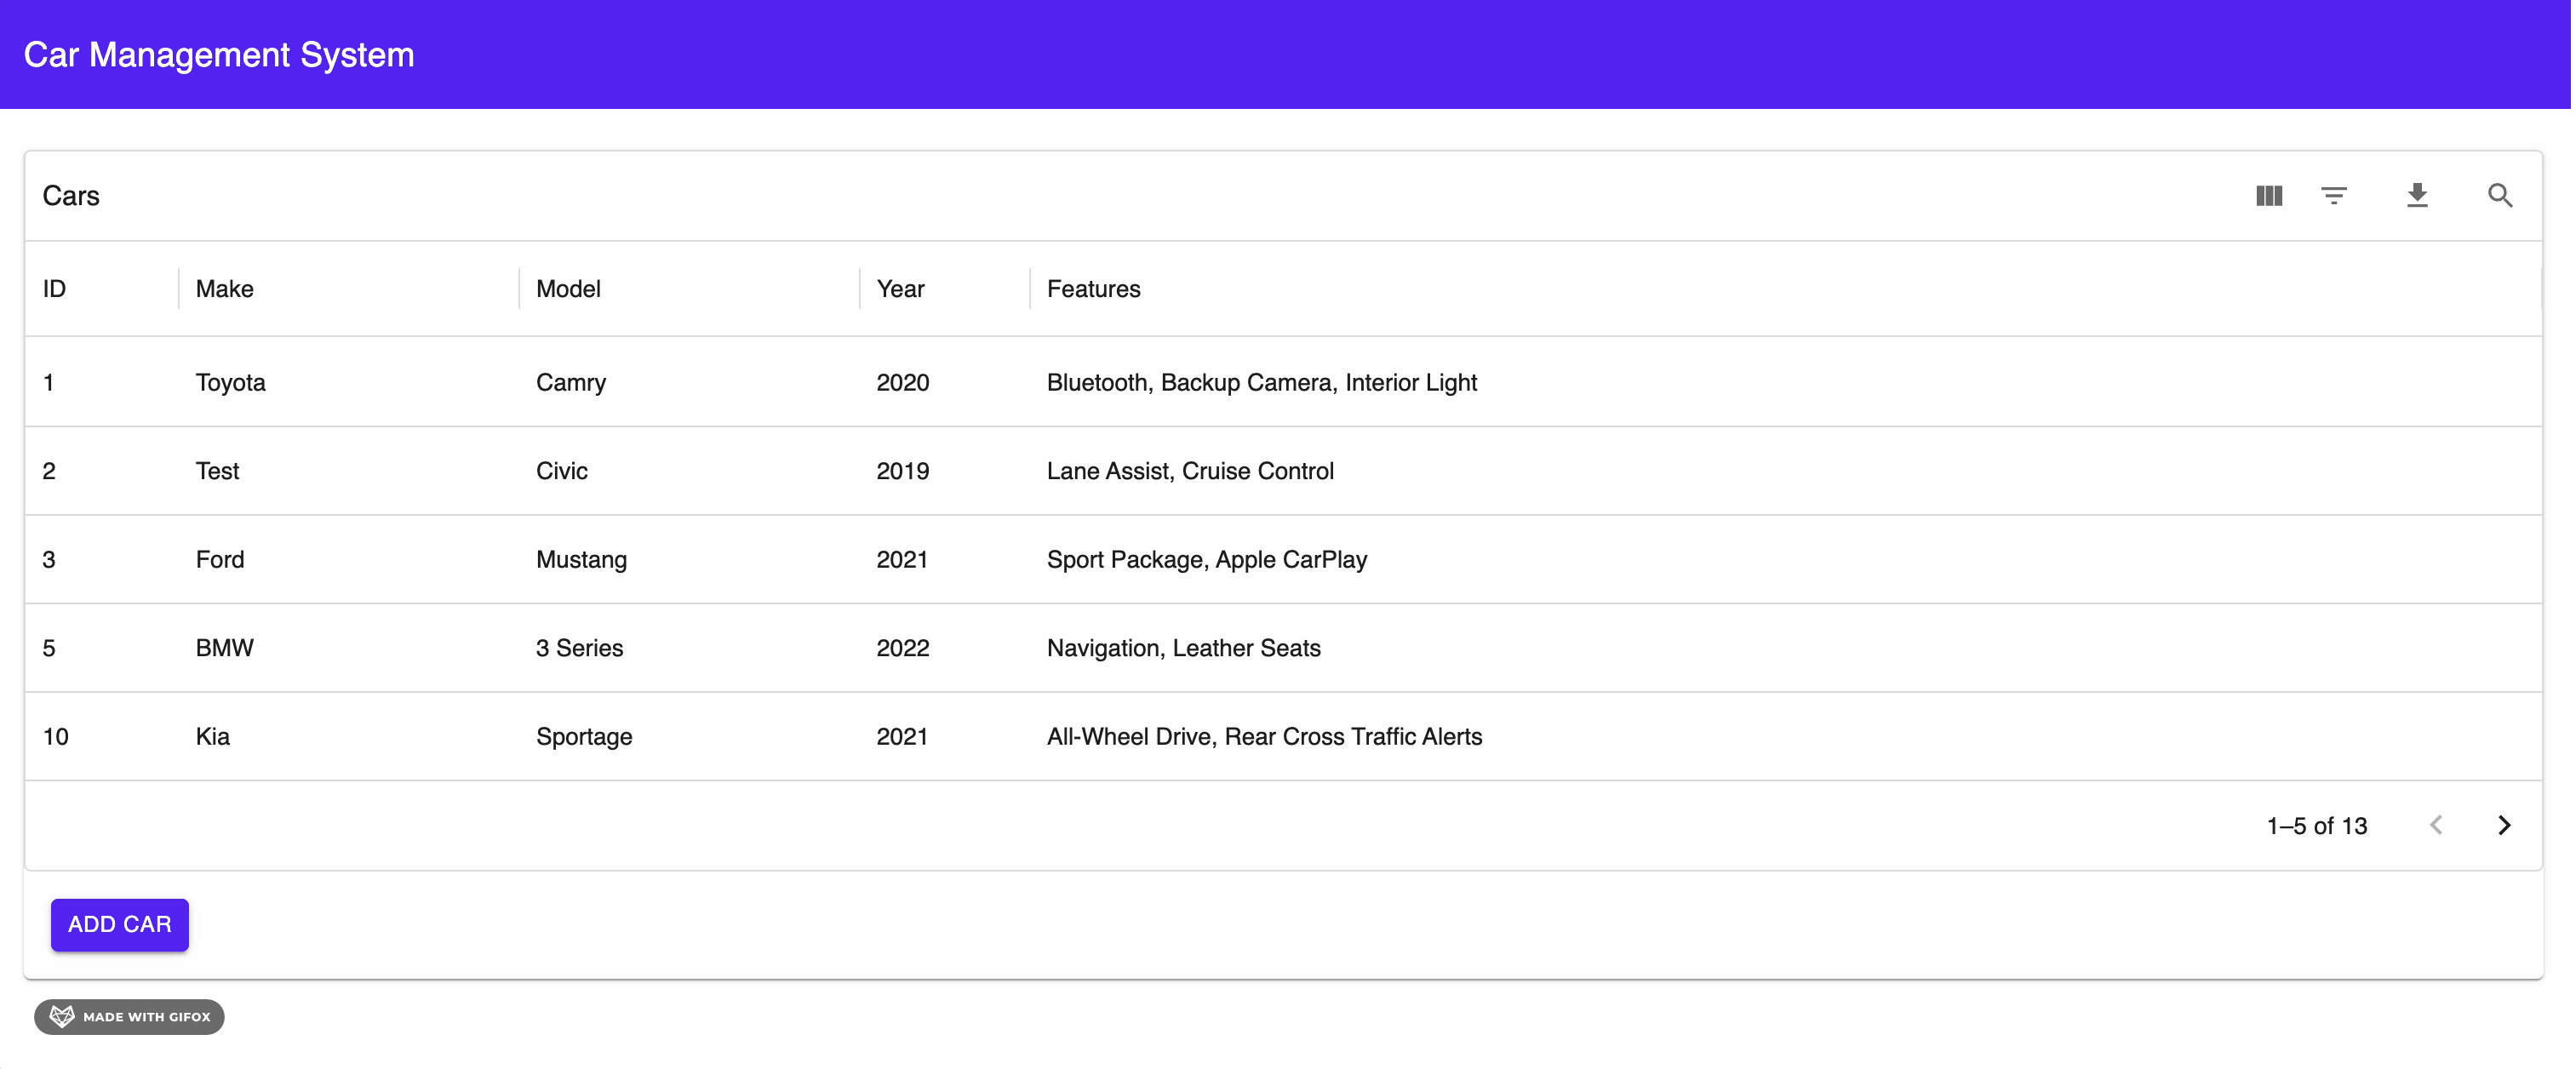 Car Management System
Cars
ID Make Model Year Features
1 Toyota Camry 2020 Bluetooth, Backup Camera, Interior Light
2 Test Civic 2019 Lane Assist, Cruise Control
3 Ford Mustang 2021 Sport Package, Apple CarPlay
5 BMW 3 Series 2022 Navigation, Leather Seats
10 Kia Sportage 2021 All-Wheel Drive, Rear Cross Traffic Alerts
1–5 of 13
ADD CAR
MADE WITH GIFOX